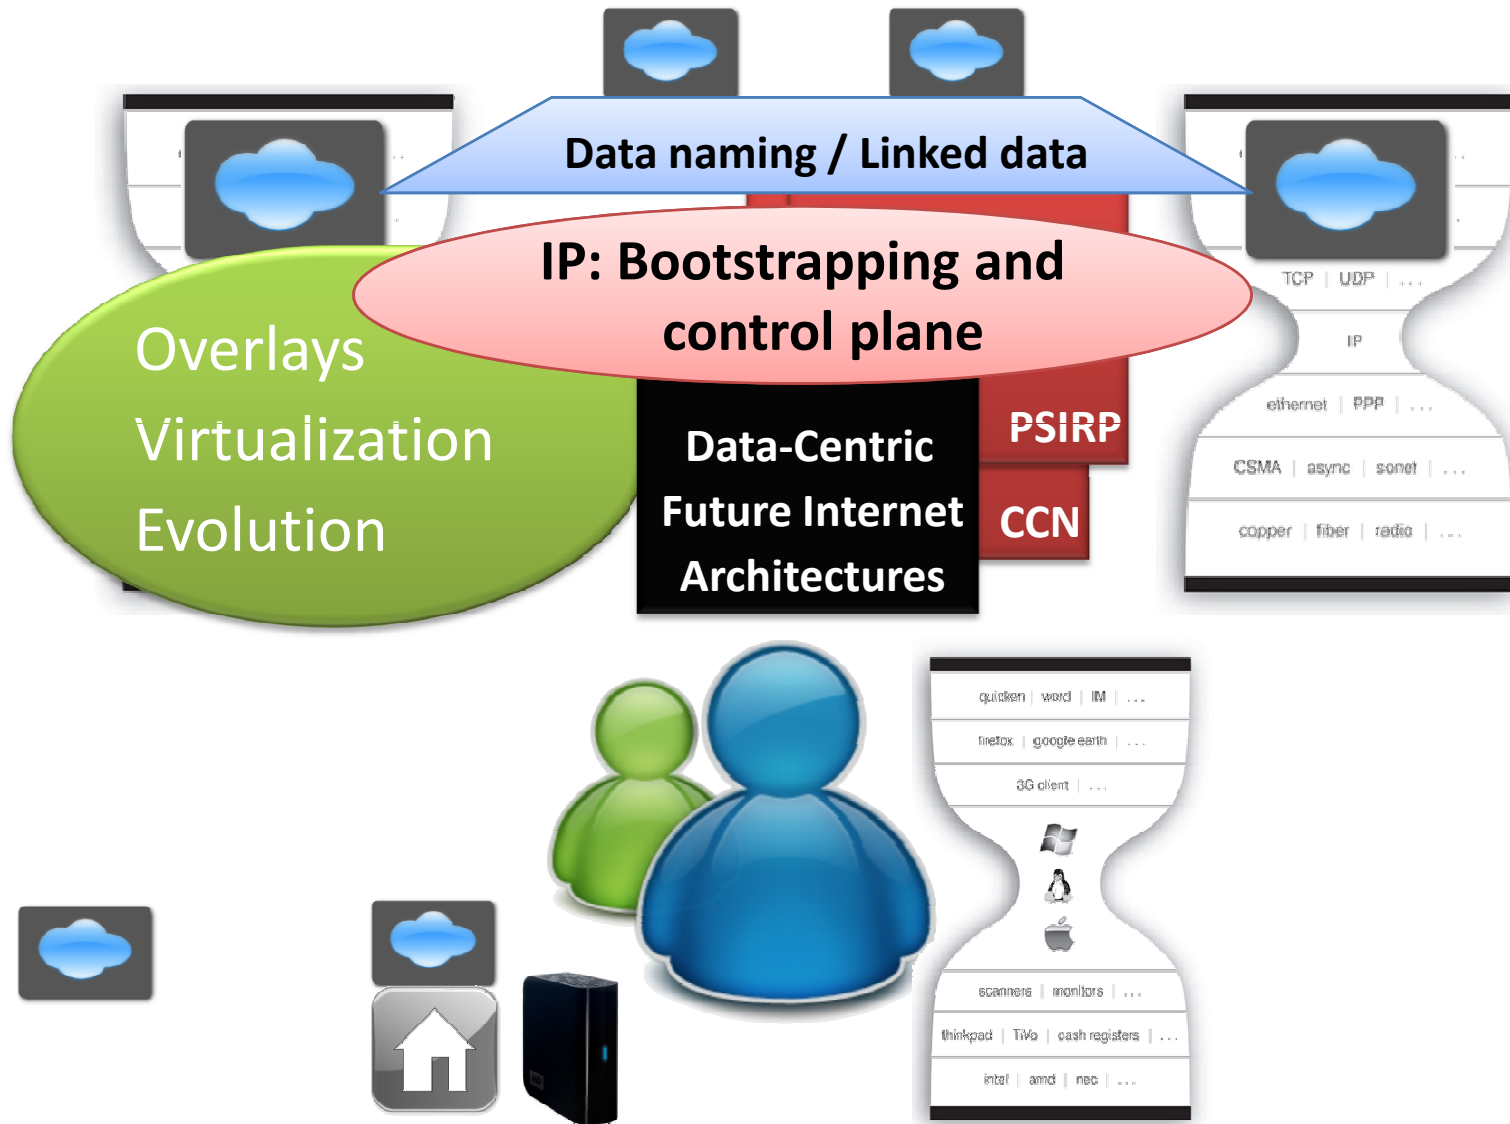 Data naming / Linked data
IP: Bootstrapping and
control plane
Overlays
Virtualization
Evolution
Data-Centric
Future Internet
Architectures
PSIRP
CCN
TCP | UDP | ...
IP
ethernet | PPP | ...
CSMA | async | sonet | ...
copper | fiber | radio | ...
quicken | word | IM | ...
firefox | google earth | ...
3G client | ...
scanners | monitors | ...
thinkpad | TiVo | cash registers | ...
intel | amd | nec | ...